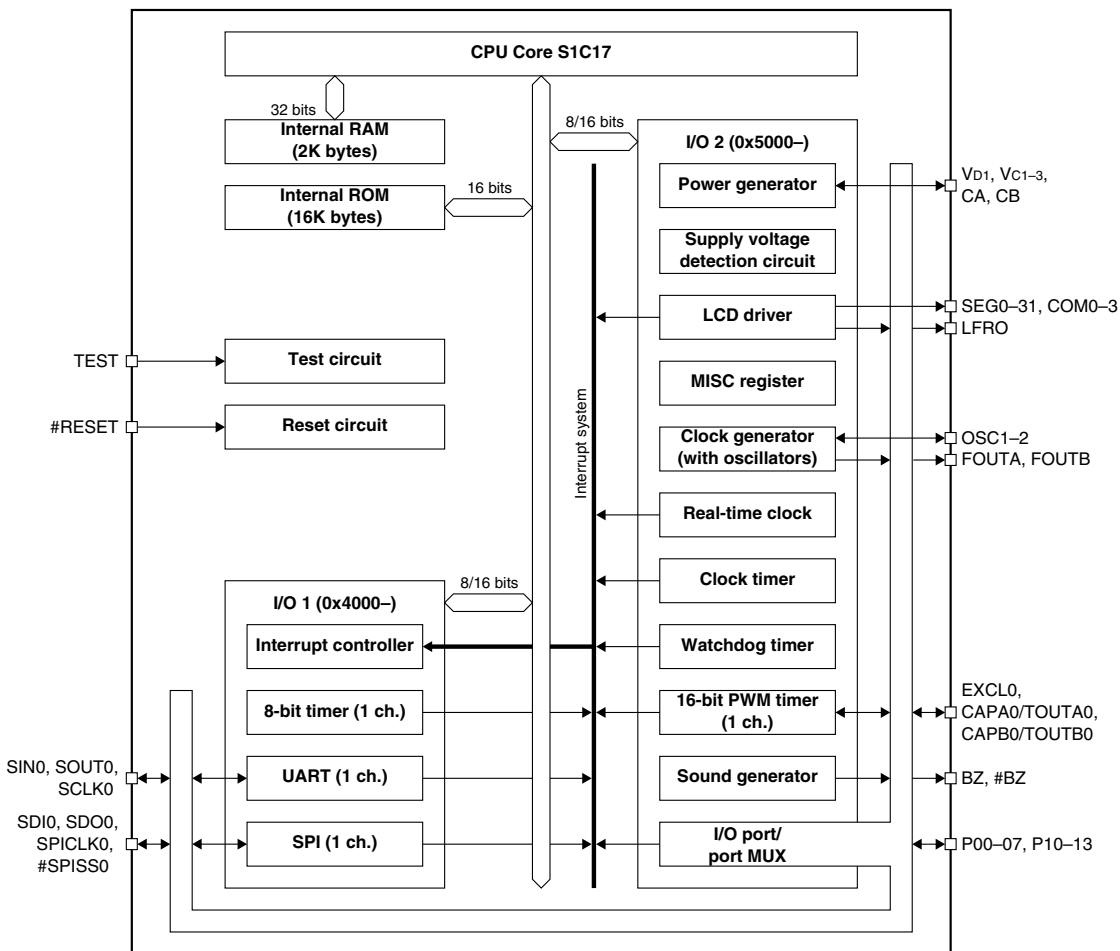 CPU Core S1C17
32 bits
Internal RAM
(2K bytes)
8/16 bits
I/O 2 (0x5000–)
Internal ROM
(16K bytes)
16 bits
Power generator
VD1, VC1–3,
CA, CB
Supply voltage
detection circuit
LCD driver
SEG0–31, COM0–3
LFRO
TEST
Test circuit
MISC register
#RESET
Reset circuit
Interrupt system
Clock generator
(with oscillators)
OSC1–2
FOUTA, FOUTB
Real-time clock
Clock timer
8/16 bits
I/O 1 (0x4000–)
Interrupt controller
Watchdog timer
8-bit timer (1 ch.)
16-bit PWM timer
(1 ch.)
EXCL0,
CAPA0/TOUTA0,
CAPB0/TOUTB0
SIN0, SOUT0,
SCLK0
UART (1 ch.)
Sound generator
BZ, #BZ
SDI0, SDO0,
SPICLK0,
#SPISS0
SPI (1 ch.)
I/O port/
port MUX
P00–07, P10–13